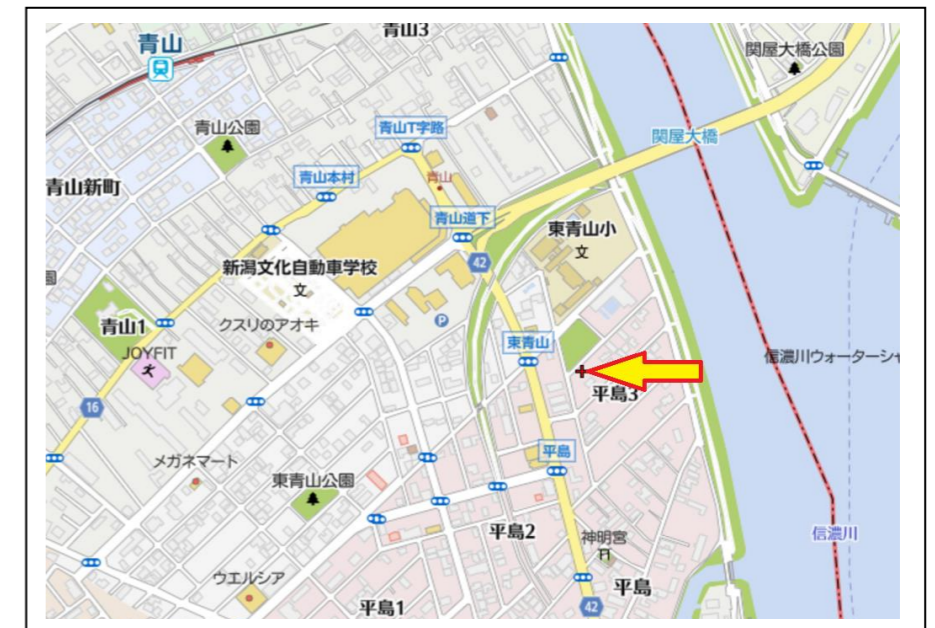 青山3
青山
関屋大橋公園
青山公園
青山T字路
関屋大橋
青山本村
青山新町
青山
青山道下
東青山小
文
新潟文化自動車学校
文
42
園
P
青山1
クスリのアオキ
東青山
JOYFIT
信濃川ウォーターシャ
平島3
16
平島
メガネマート
東青山公園
平島2
神明宮
信濃川
ウエルシア
平島
平島1
42